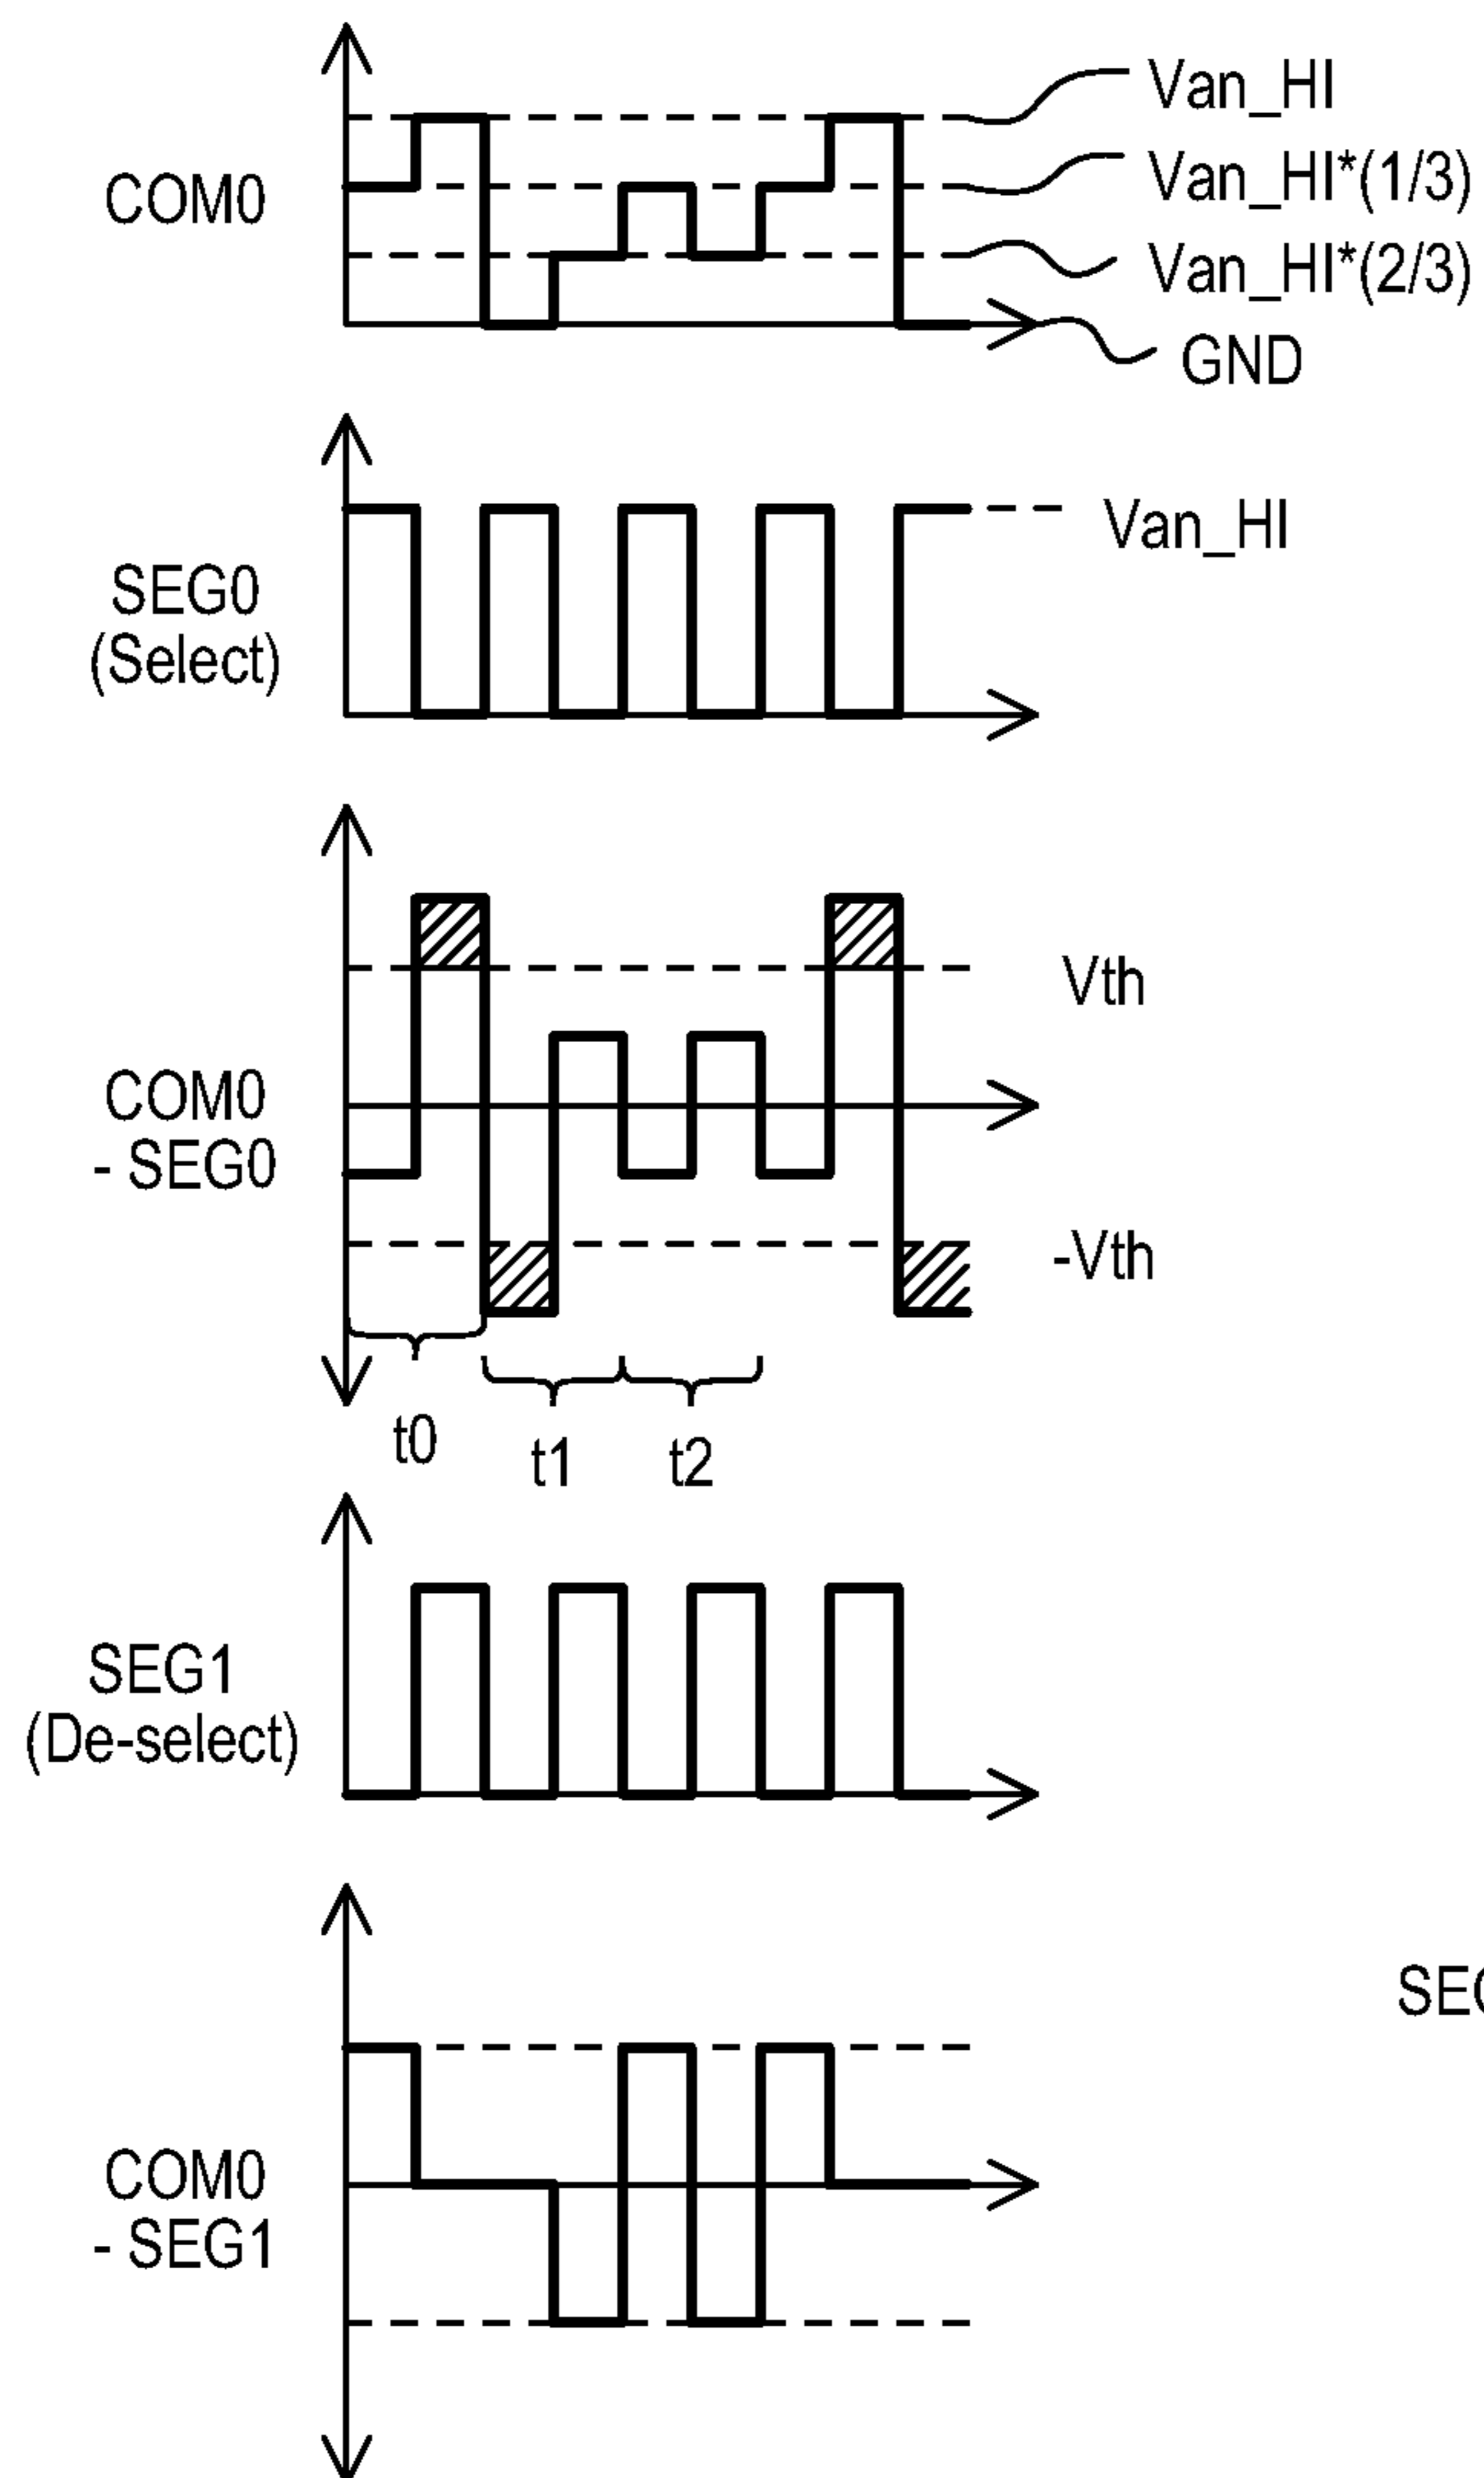 Van_HI
COM0
Van_HI*(1/3)
Van_HI*(2/3)
GND
Van_HI
SEG0
(Select)
Vth
COM0
- SEG0
-Vth
t0
t1
t2
SEG1
(De-select)
COM0
- SEG1